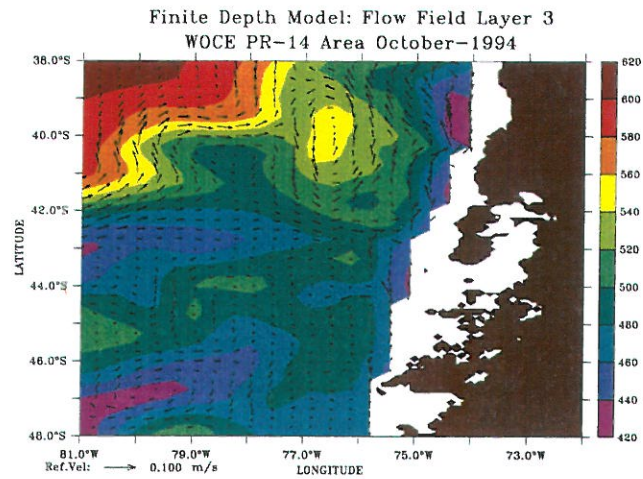 Finite Depth Model: Flow Field Layer 3
WOCE PR-14 Area October-1994
38.0°S
40.0°S
42.0°S
44.0°S
46.0°S
48.0°S
LATITUDE
81.0°W
79.0°W
77.0°W
75.0°W
73.0°W
LONGITUDE
Ref.Vel: 0.100 m/s
620
600
580
560
540
520
500
480
460
440
420